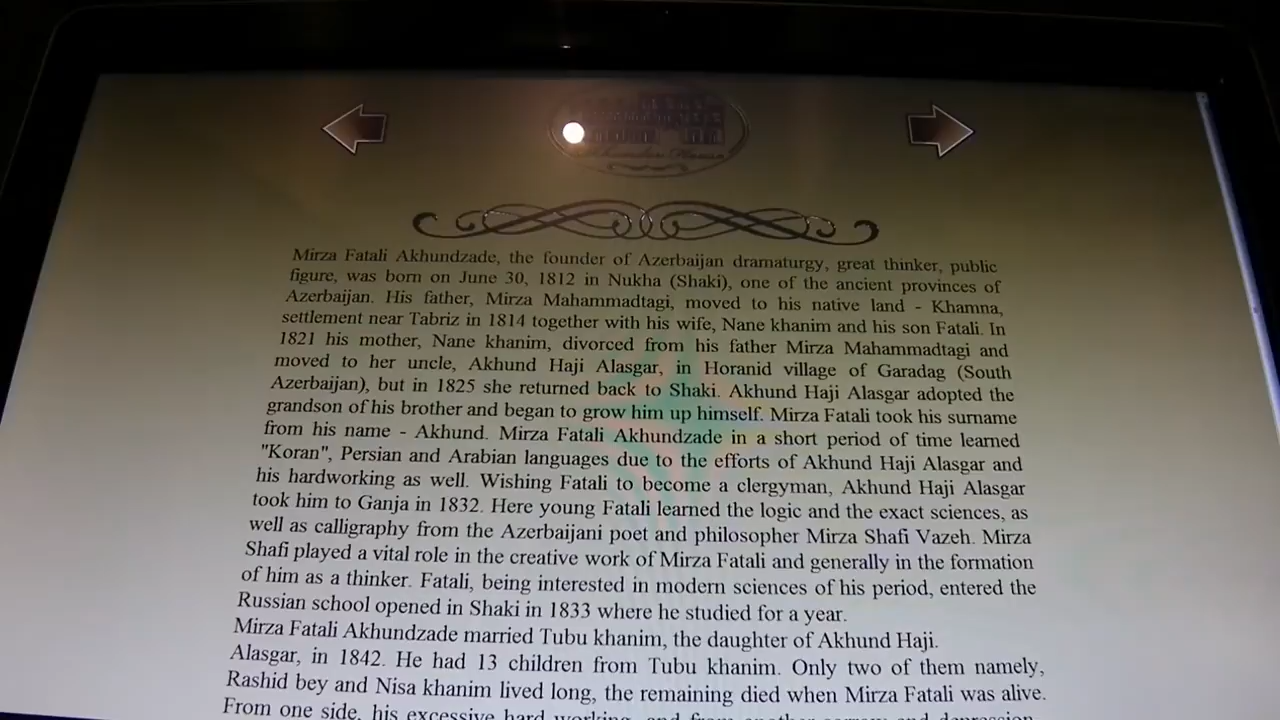 Mirza Fatali Akhundzade, the founder of Azerbaijan dramaturgy, great thinker, public
figure, was born on June 30, 1812 in Nukha (Shaki), one of the ancient provinces of
Azerbaijan. His father, Mirza Mahammadtagi, moved to his native land - Khamna,
settlement near Tabriz in 1814 together with his wife, Nane khanim and his son Fatali. In
1821 his mother, Nane khanim, divorced from his father Mirza Mahammadtagi and
moved to her uncle, Akhund Haji Alasgar, in Horanid village of Garadag (South
Azerbaijan), but in 1825 she returned back to Shaki. Akhund Haji Alasgar adopted the
grandson of his brother and began to grow him up himself. Mirza Fatali took his surname
from his name - Akhund. Mirza Fatali Akhundzade in a short period of time learned
"Koran", Persian and Arabian languages due to the efforts of Akhund Haji Alasgar and
his hardworking as well. Wishing Fatali to become a clergyman, Akhund Haji Alasgar
took him to Ganja in 1832. Here young Fatali learned the logic and the exact sciences, as
well as calligraphy from the Azerbaijani poet and philosopher Mirza Shafi Vazeh. Mirza
Shafi played a vital role in the creative work of Mirza Fatali and generally in the formation
of him as a thinker. Fatali, being interested in modern sciences of his period, entered the
Russian school opened in Shaki in 1833 where he studied for a year.
Mirza Fatali Akhundzade married Tubu khanim, the daughter of Akhund Haji.
Alasgar, in 1842. He had 13 children from Tubu khanim. Only two of them namely,
Rashid bey and Nisa khanim lived long, the remaining died when Mirza Fatali was alive.
From one side, his excessive hard working, and from another sorrow and depression